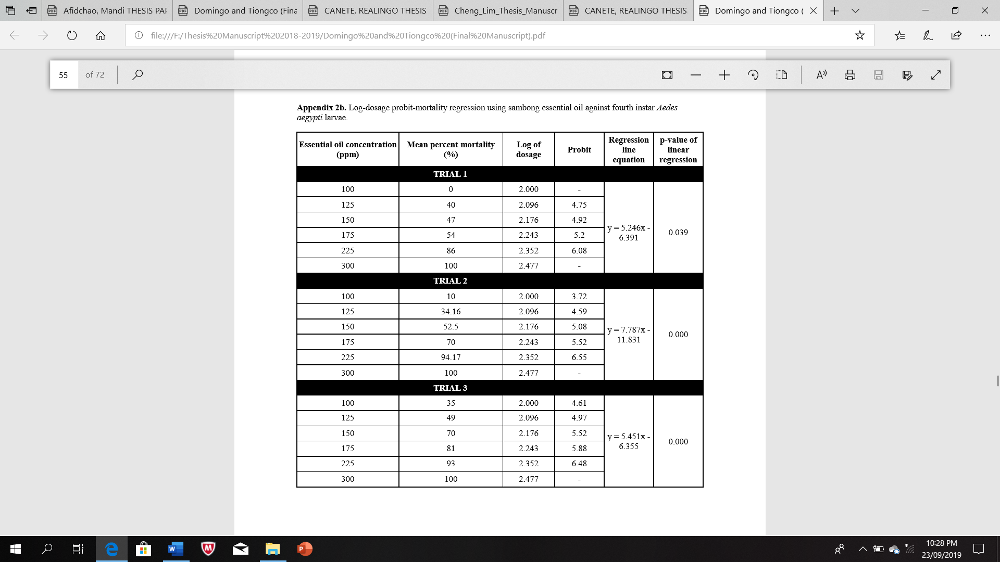 Afidchao, Mandi THESIS PAP
Domingo and Tiongco (Fina
CANETE, REALINGO THESIS
Cheng_Lim_Thesis_Manuscr
CANETE, REALINGO THESIS
Domingo and Tiongco (
file:///F:/Thesis%20Manuscript%202018-2019/Domingo%20and%20Tiongco%20(Final%20Manuscript).pdf
55 of 72
Appendix 2b. Log-dosage probit-mortality regression using sambong essential oil against fourth instar Aedes
aegypti larvae.
Essential oil concentration (ppm) Mean percent mortality (%) Log of dosage Probit Regression line equation p-value of linear regression
TRIAL 1
100 0 2.000 -
125 40 2.096 4.75
150 47 2.176 4.92
y = 5.246x - 6.391 0.039
175 54 2.243 5.2
225 86 2.352 6.08
300 100 2.477 -
TRIAL 2
100 10 2.000 3.72
125 34.16 2.096 4.59
150 52.5 2.176 5.08
y = 7.787x - 11.831 0.000
175 70 2.243 5.52
225 94.17 2.352 6.55
300 100 2.477 -
TRIAL 3
100 35 2.000 4.61
125 49 2.096 4.97
150 70 2.176 5.52
y = 5.451x - 6.355 0.000
175 81 2.243 5.88
225 93 2.352 6.48
300 100 2.477 -
10:28 PM
23/09/2019